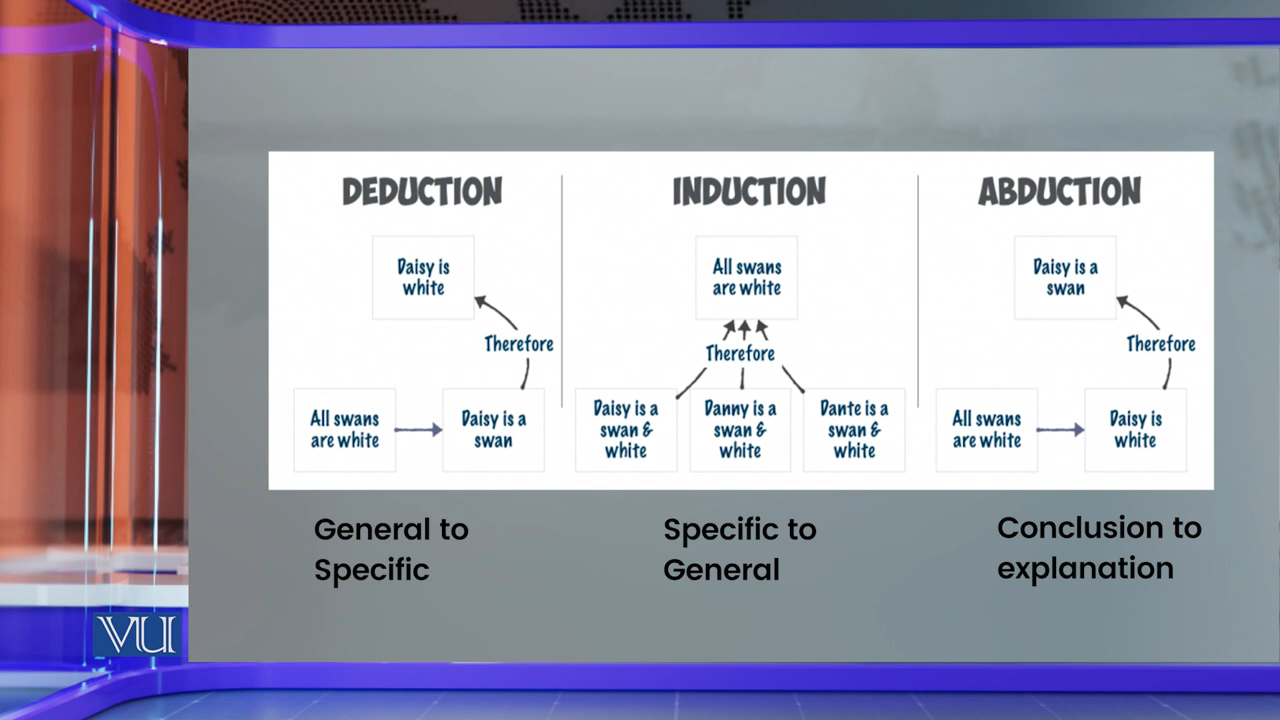 DEDUCTION
Daisy is
white
Therefore
All swans
are white
Daisy is a
swan
INDUCTION
All swans
are white
Therefore
Daisy is a
swan &
white
Danny is a
swan &
white
Dante is a
swan &
white
ABDUCTION
Daisy is a
swan
Therefore
All swans
are white
Daisy is
white
General to
Specific
Specific to
General
Conclusion to
explanation
VU